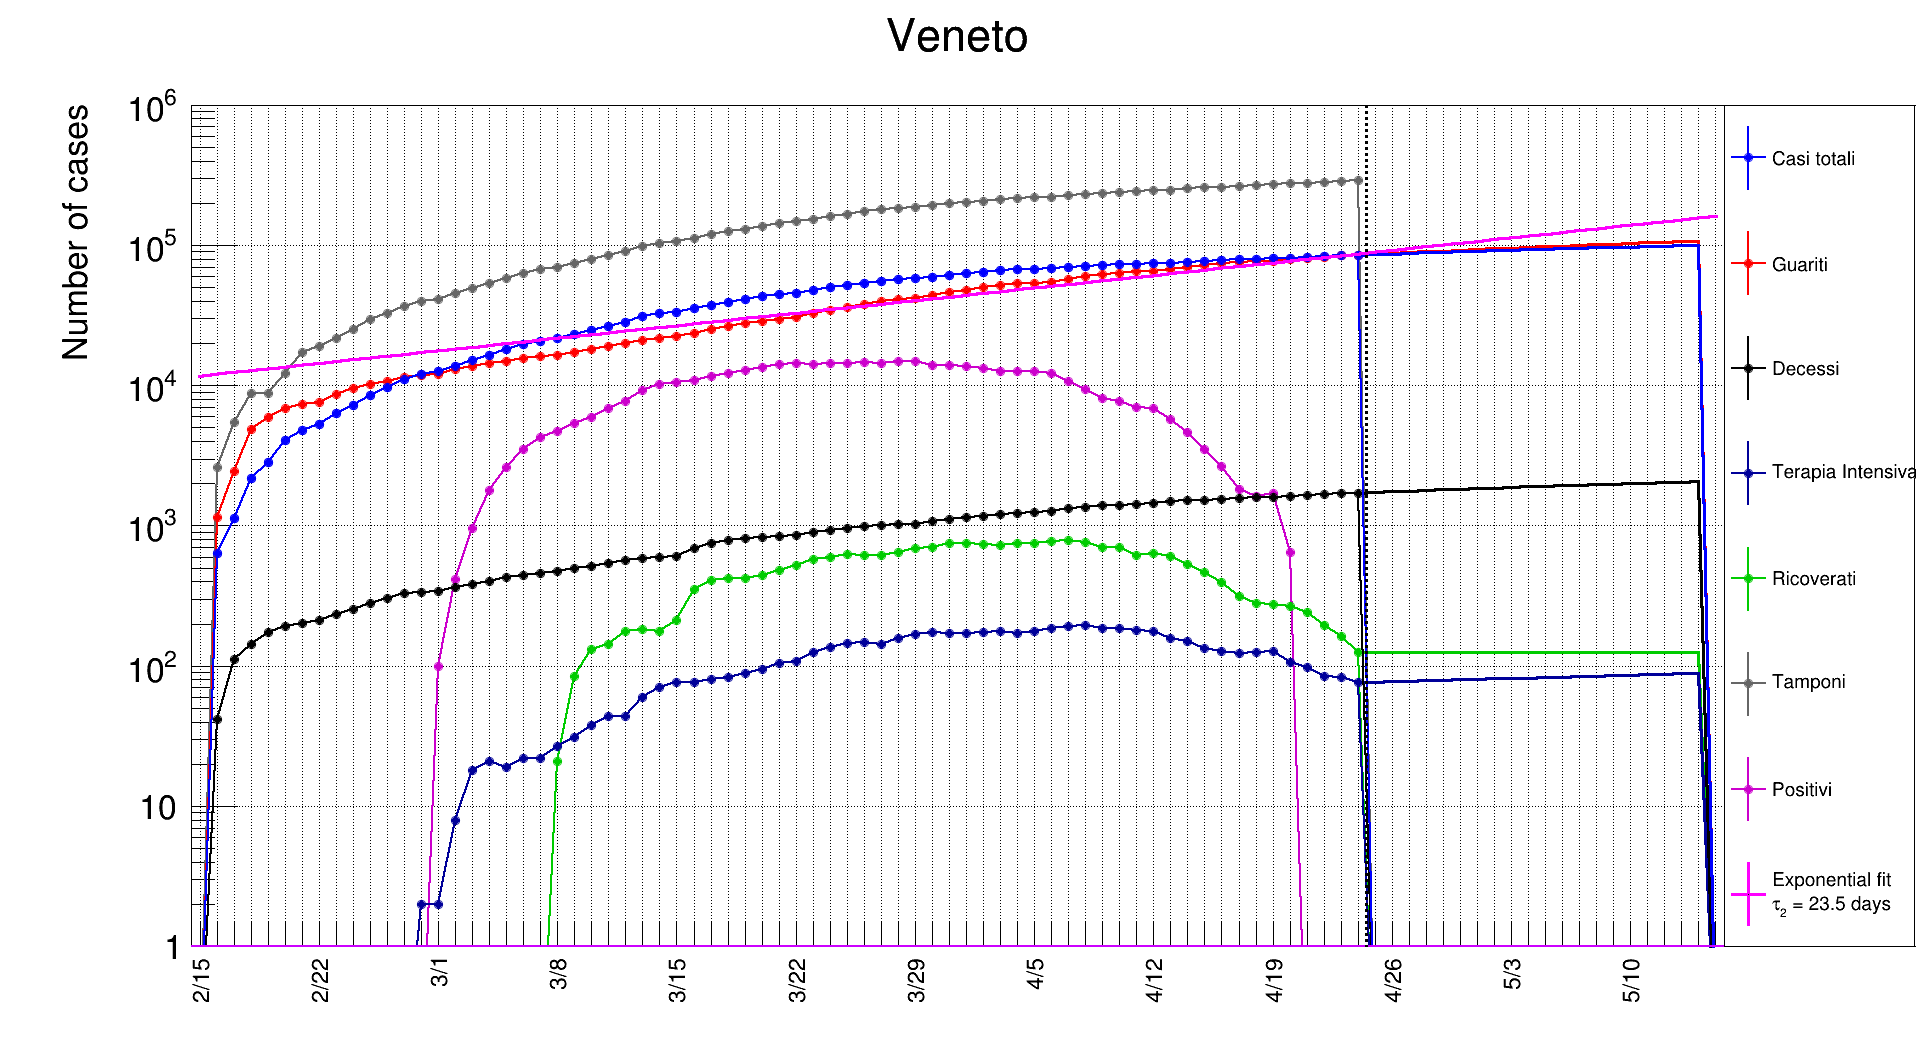 Veneto
Number of cases
10^6
10^5
10^4
10^3
10^2
10
1
2/15 2/22 3/1 3/8 3/15 3/22 3/29 4/5 4/12 4/19 4/26 5/3 5/10
Casi totali
Guariti
Decessi
Terapia Intensiva
Ricoverati
Tamponi
Positivi
Exponential fit
τ₂ = 23.5 days